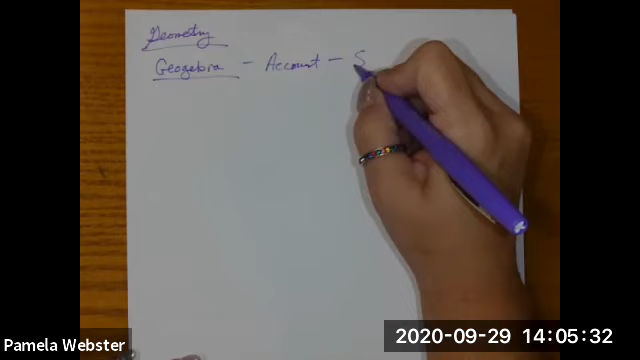 Geometry
Geogebra - Account - S
Pamela Webster
2020-09-29 14:05:32